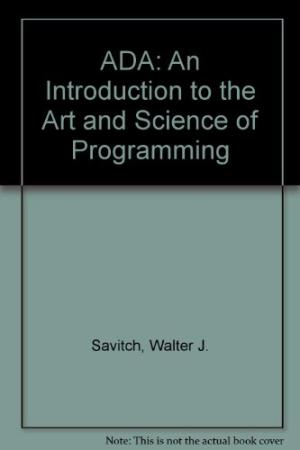 ADA: An
Introduction to the
Art and Science of
Programming
Savitch, Walter J.
Note: This is not the actual book cover